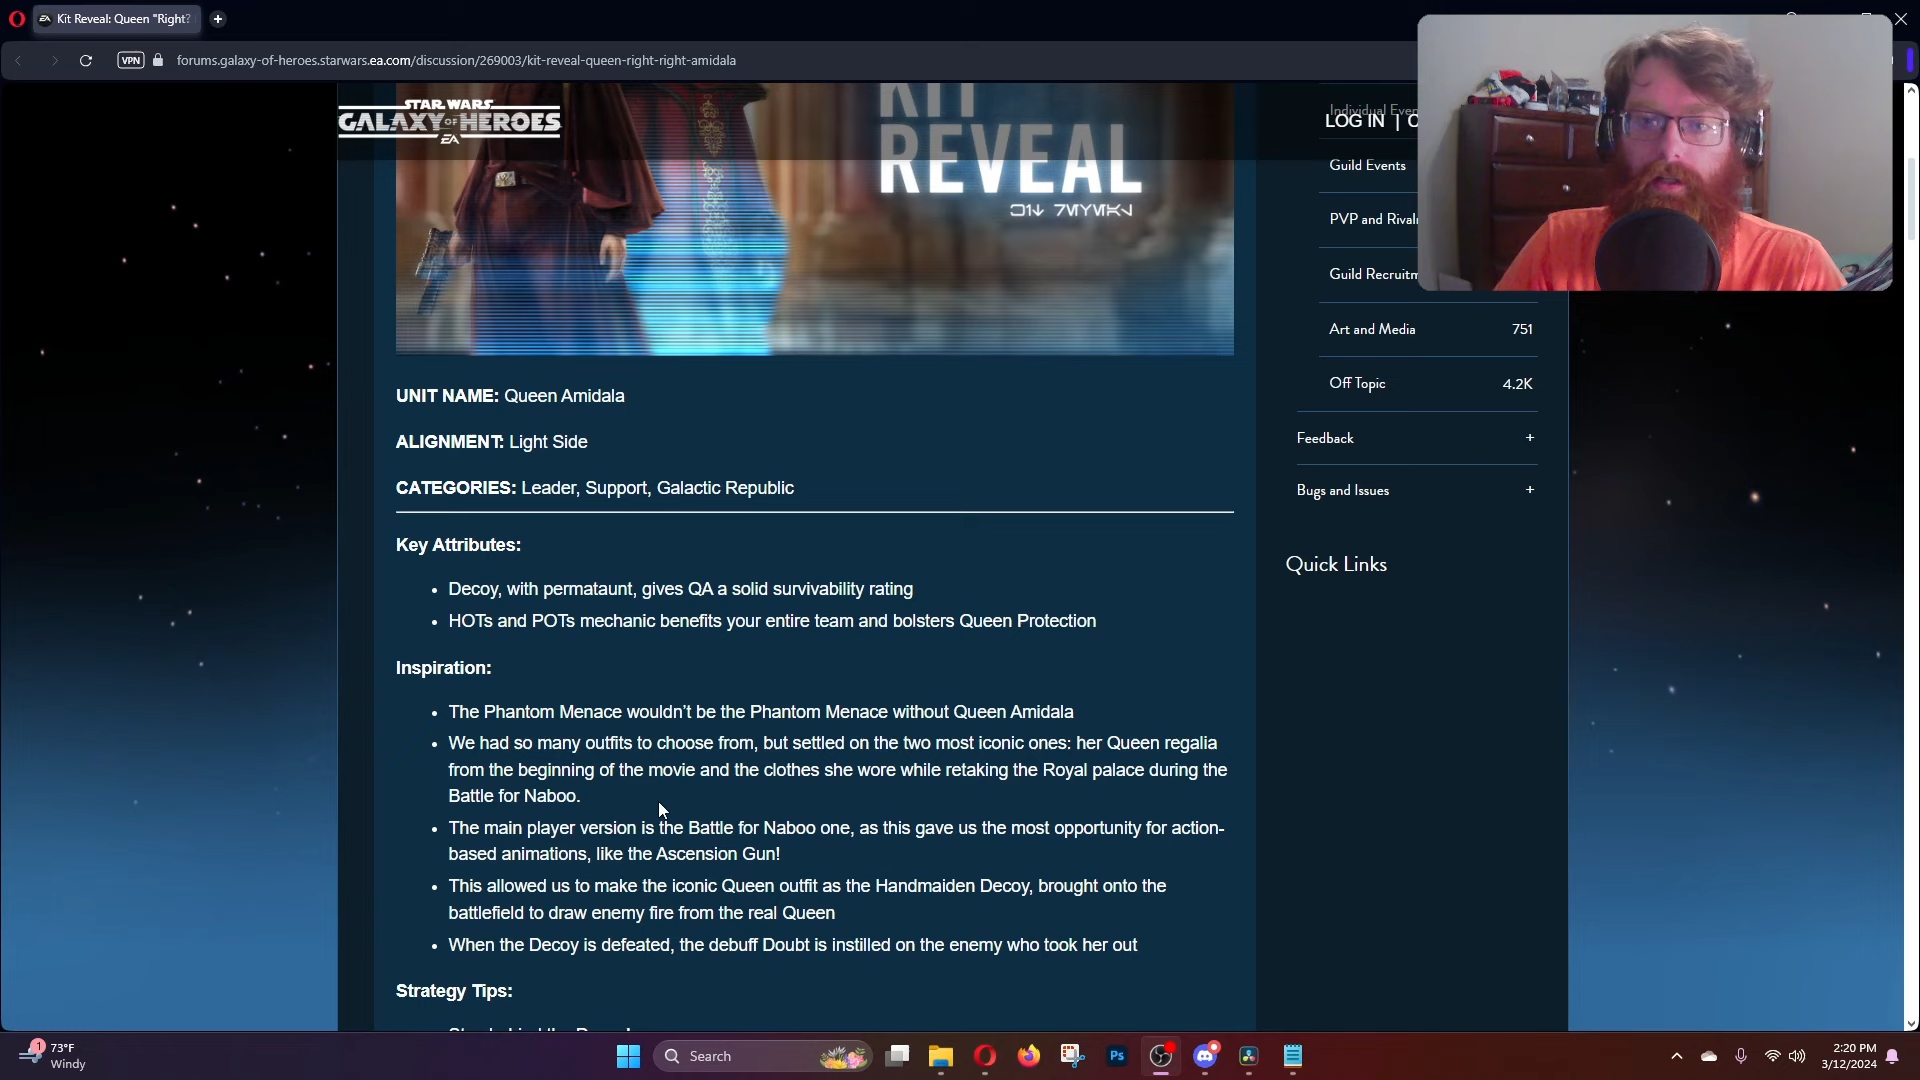 Kit Reveal: Queen "Right?
VPN
forums.galaxy-of-heroes.starwars.ea.com/discussion/269003/kit-reveal-queen-right-right-amidala
STAR WARS
GALAXY OF HEROES
EA
KIT
REVEAL
Individual Even
LOG IN |
Guild Events
PVP and Rival
Guild Recruitm
Art and Media 751
Off Topic 4.2K
Feedback +
Bugs and Issues +
Quick Links
UNIT NAME: Queen Amidala
ALIGNMENT: Light Side
CATEGORIES: Leader, Support, Galactic Republic
Key Attributes:
• Decoy, with permataunt, gives QA a solid survivability rating
• HOTs and POTs mechanic benefits your entire team and bolsters Queen Protection
Inspiration:
• The Phantom Menace wouldn’t be the Phantom Menace without Queen Amidala
• We had so many outfits to choose from, but settled on the two most iconic ones: her Queen regalia
from the beginning of the movie and the clothes she wore while retaking the Royal palace during the
Battle for Naboo.
• The main player version is the Battle for Naboo one, as this gave us the most opportunity for action-
based animations, like the Ascension Gun!
• This allowed us to make the iconic Queen outfit as the Handmaiden Decoy, brought onto the
battlefield to draw enemy fire from the real Queen
• When the Decoy is defeated, the debuff Doubt is instilled on the enemy who took her out
Strategy Tips:
1
73°F
Windy
Search
Ps
2:20 PM
3/12/2024